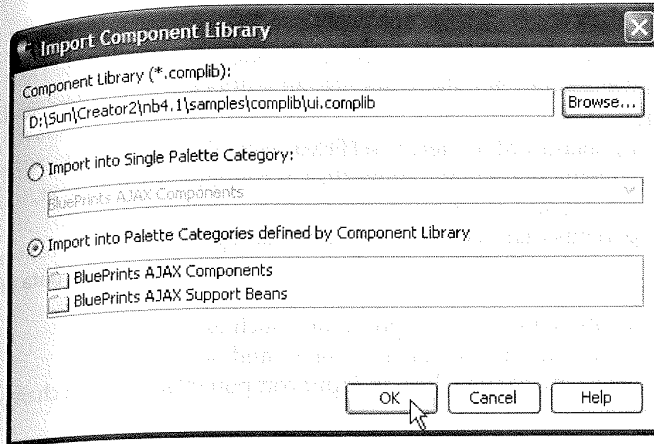 Import Component Library
Component Library (*.complib):
D:\Sun\Creator2\nb4.1\samples\complib\ui.complib
Browse...
Import into Single Palette Category:
BluePrints AJAX Components
Import into Palette Categories defined by Component Library
BluePrints AJAX Components
BluePrints AJAX Support Beans
OK
Cancel
Help